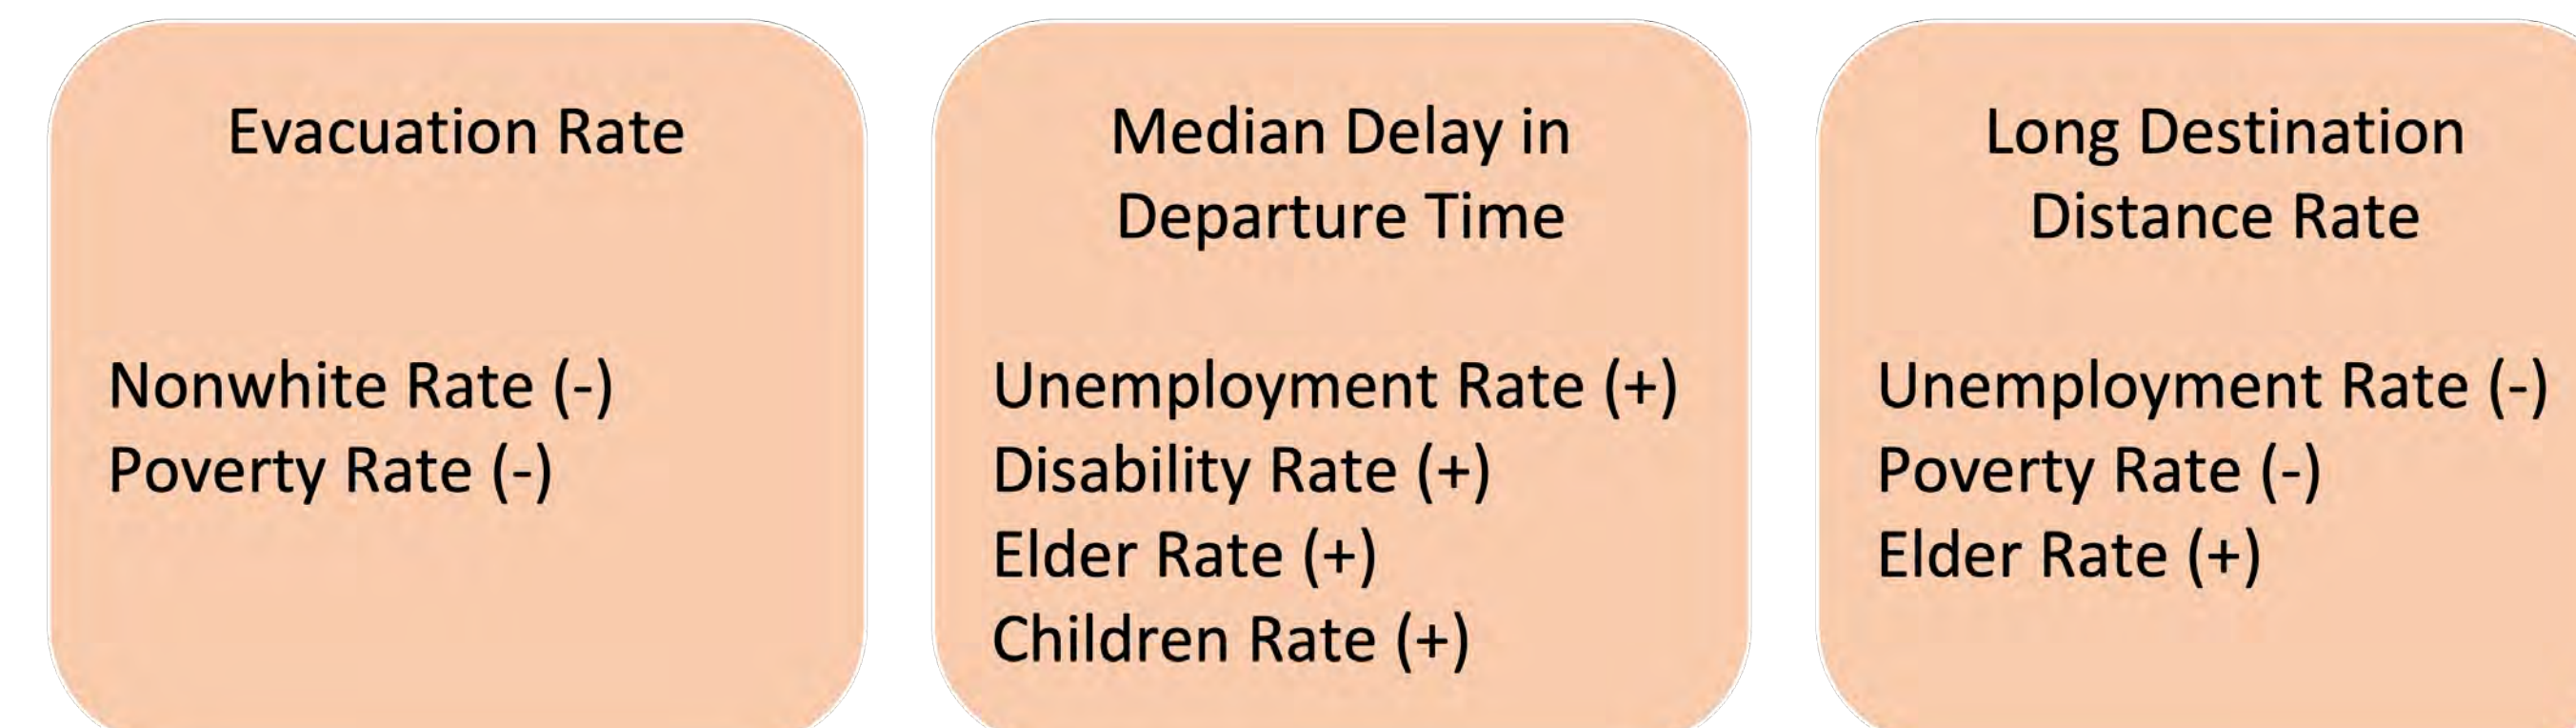 Evacuation Rate
Nonwhite Rate (-)
Poverty Rate (-)
Median Delay in
Departure Time
Unemployment Rate (+)
Disability Rate (+)
Elder Rate (+)
Children Rate (+)
Long Destination
Distance Rate
Unemployment Rate (-)
Poverty Rate (-)
Elder Rate (+)